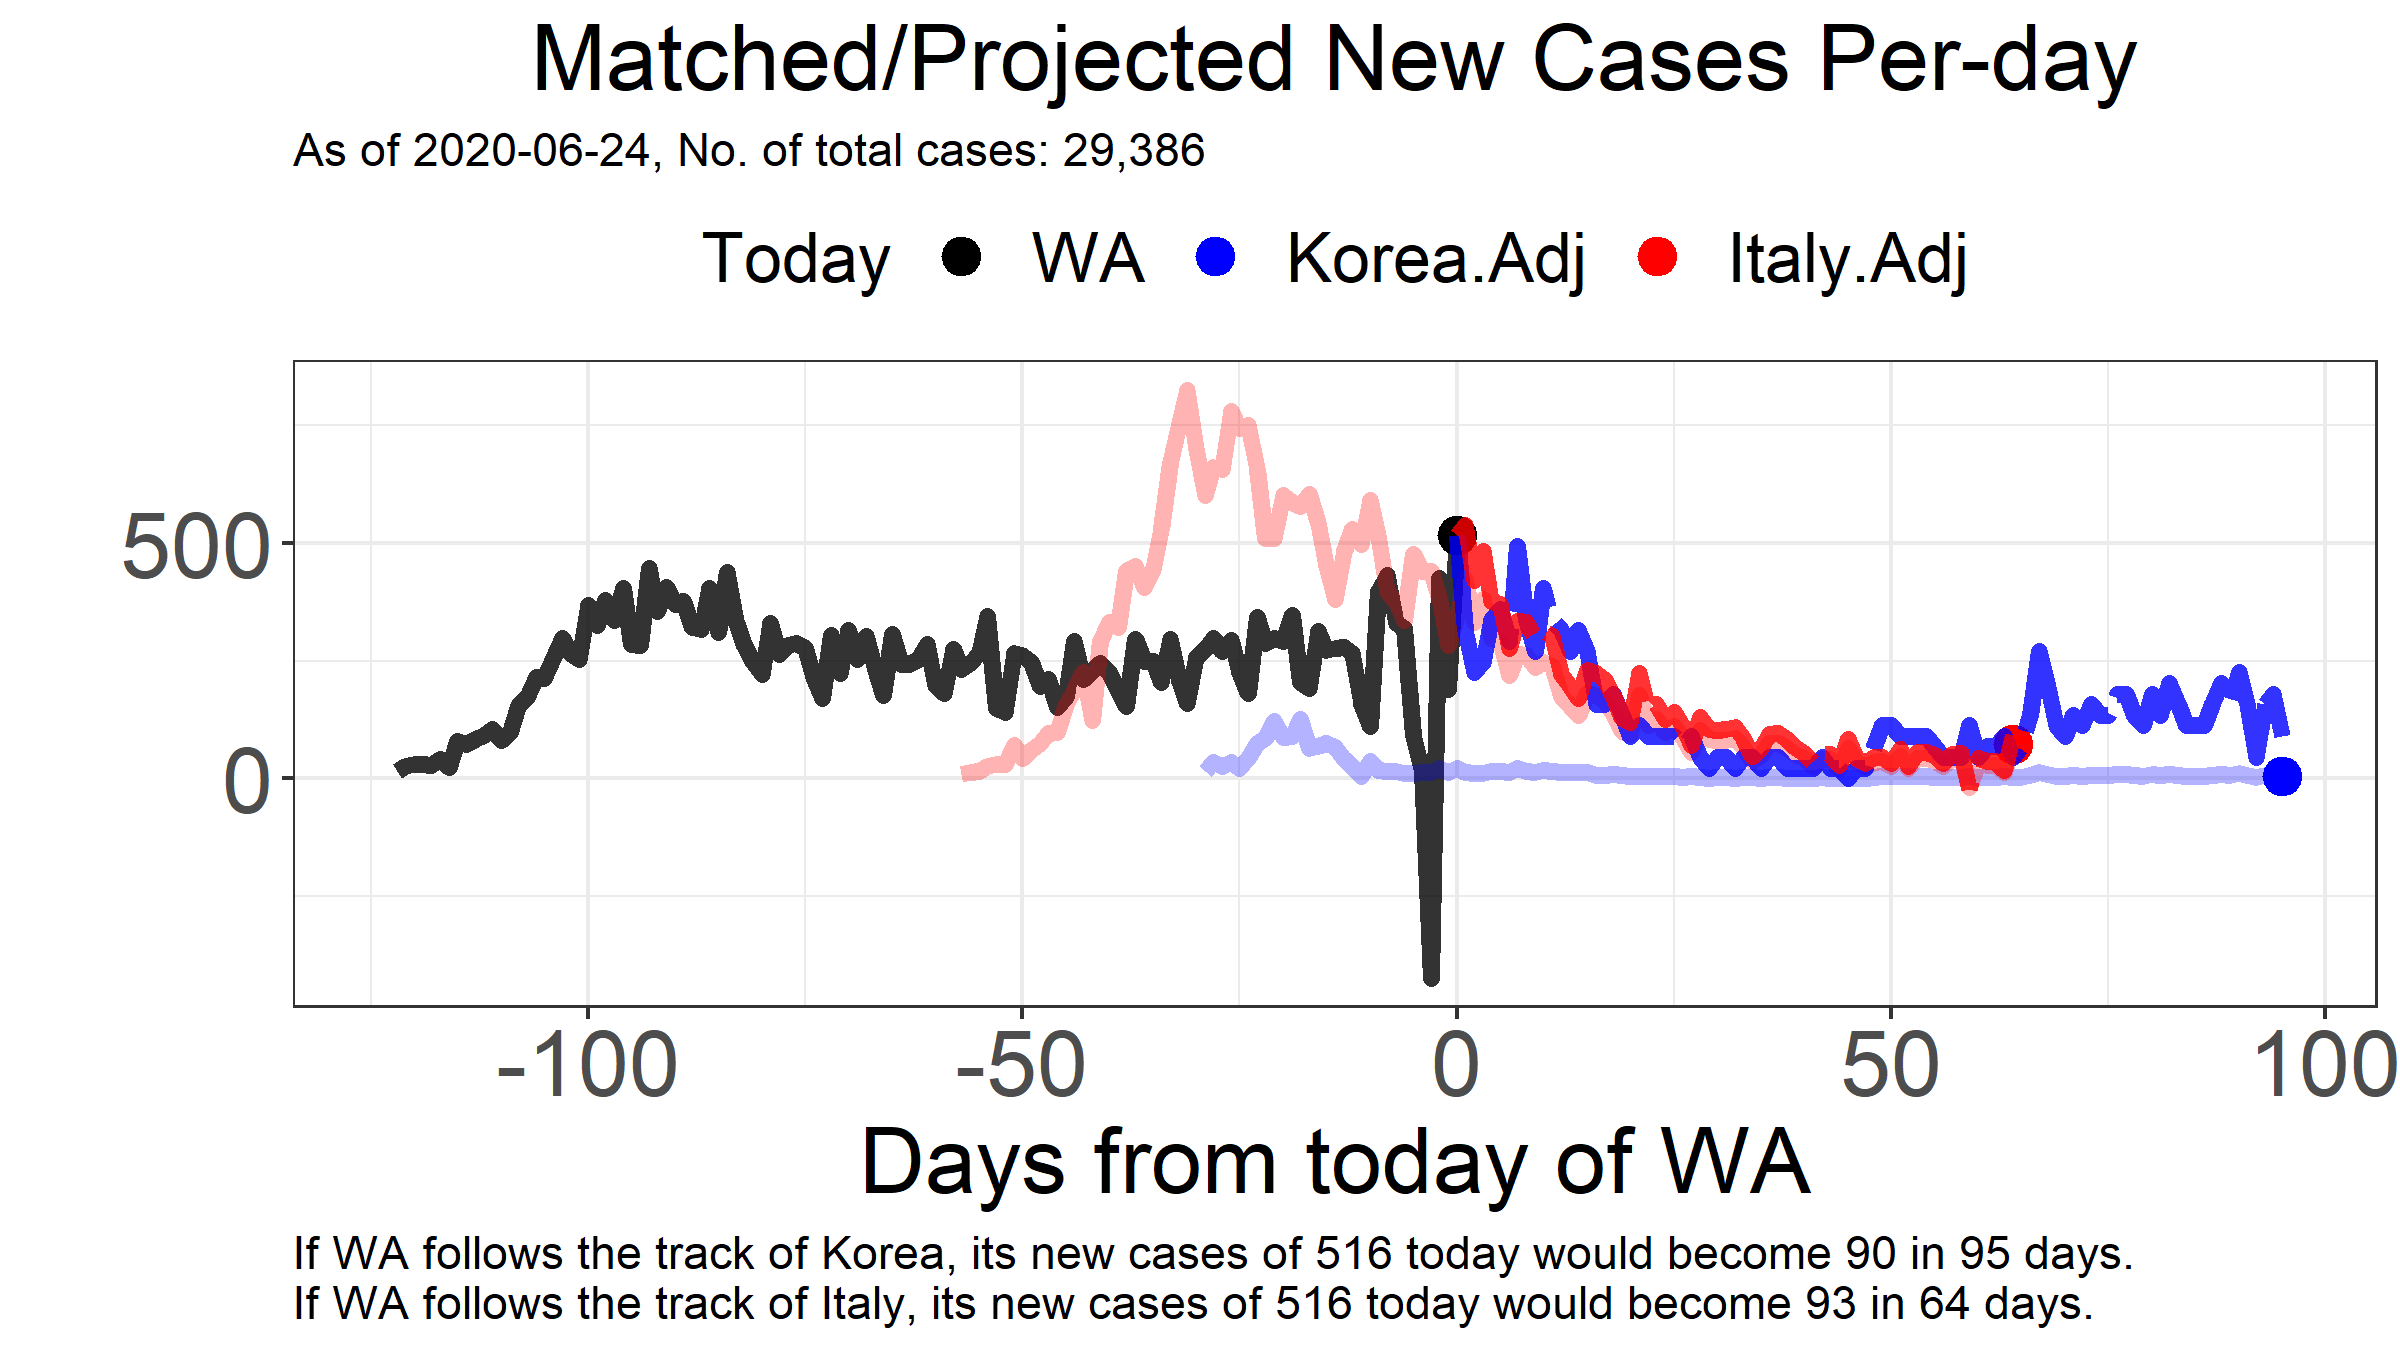 Matched/Projected New Cases Per-day
As of 2020-06-24, No. of total cases: 29,386
Today WA Korea.Adj Italy.Adj
500
0
-100 -50 0 50 100
Days from today of WA
If WA follows the track of Korea, its new cases of 516 today would become 90 in 95 days.
If WA follows the track of Italy, its new cases of 516 today would become 93 in 64 days.